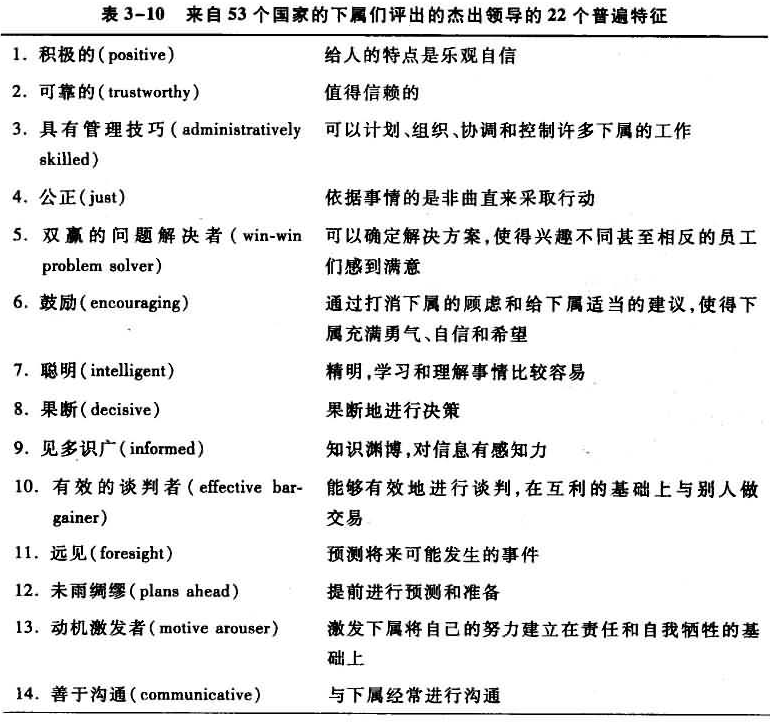 表 3-10 来自 53 个国家的下属们评出的杰出领导的 22 个普遍特征
1. 积极的(positive) 给人的特点是乐观自信
2. 可靠的(trustworthy) 值得信赖的
3. 具有管理技巧(administratively 可以计划、组织、协调和控制许多下属的工作
skilled)
4. 公正(just) 依据事情的是非曲直来采取行动
5. 双赢的问题解决者(win-win 可以确定解决方案,使得兴趣不同甚至相反的员工
problem solver) 们感到满意
6. 鼓励(encouraging) 通过打消下属的顾虑和给下属适当的建议,使得下
属充满勇气、自信和希望
7. 聪明(intelligent) 精明,学习和理解事情比较容易
8. 果断(decisive) 果断地进行决策
9. 见多识广(informed) 知识渊博,对信息有感知力
10. 有效的谈判者(effective bar- 能够有效地进行谈判,在互利的基础上与别人做
gainer) 交易
11. 远见(foresight) 预测将来可能发生的事件
12. 未雨绸缪(plans ahead) 提前进行预测和准备
13. 动机激发者(motive arouser) 激发下属将自己的努力建立在责任和自我牺牲的基
础上
14. 善于沟通(communicative) 与下属经常进行沟通